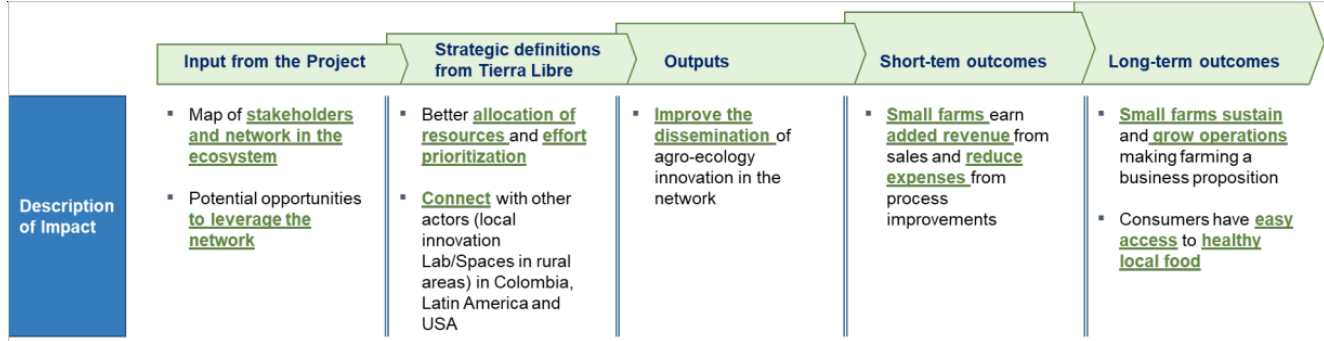 Input from the Project
Strategic definitions
from Tierra Libre
Outputs
Short-tem outcomes
Long-term outcomes
Description
of Impact
▪ Map of stakeholders
and network in the
ecosystem
▪ Potential opportunities
to leverage the
network
▪ Better allocation of
resources and effort
prioritization
▪ Connect with other
actors (local
innovation
Lab/Spaces in rural
areas) in Colombia,
Latin America and
USA
▪ Improve the
dissemination of
agro-ecology
innovation in the
network
▪ Small farms earn
added revenue from
sales and reduce
expenses from
process
improvements
▪ Small farms sustain
and grow operations
making farming a
business proposition
▪ Consumers have easy
access to healthy
local food